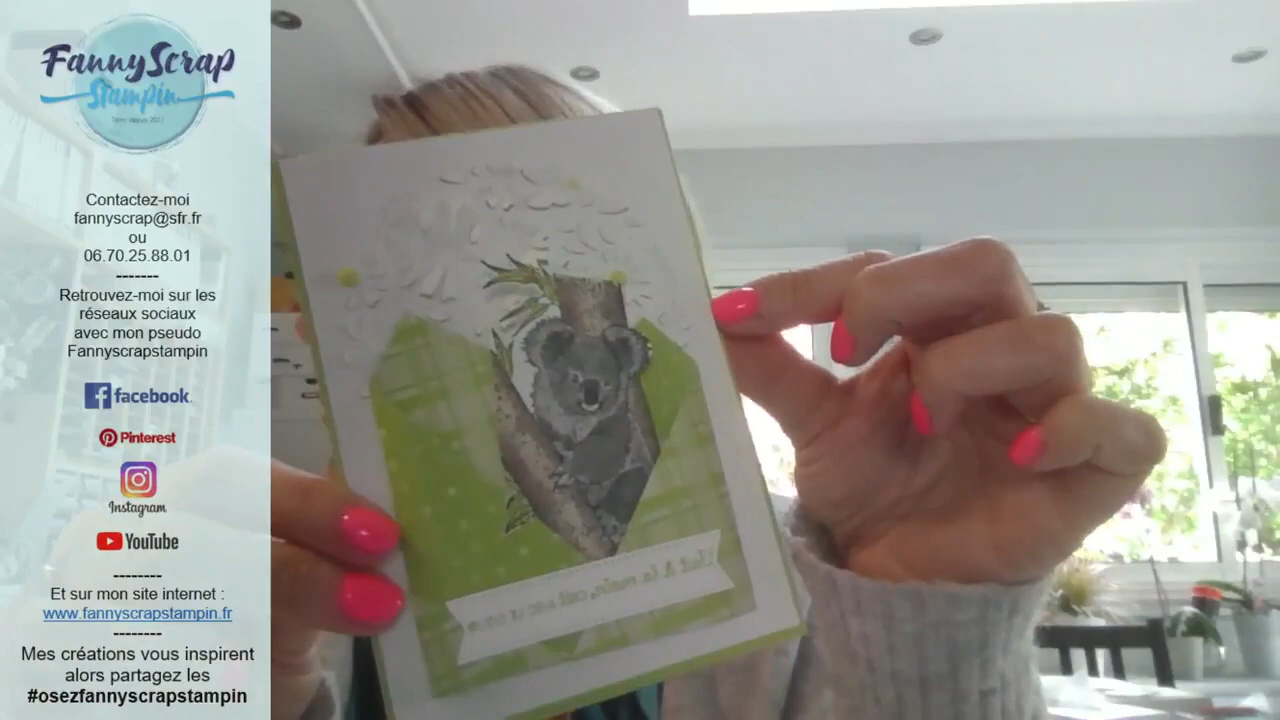 FannyScrap
Stampin
Contactez-moi
fannyscrap@sfr.fr
ou
06.70.25.88.01
-------
Retrouvez-moi sur les
réseaux sociaux
avec mon pseudo
Fannyscrapstampin
facebook.
Pinterest
Instagram
YouTube
--------
Et sur mon site internet :
www.fannyscrapstampin.fr
--------
Mes créations vous inspirent
alors partagez les
#osezfannyscrapstampin